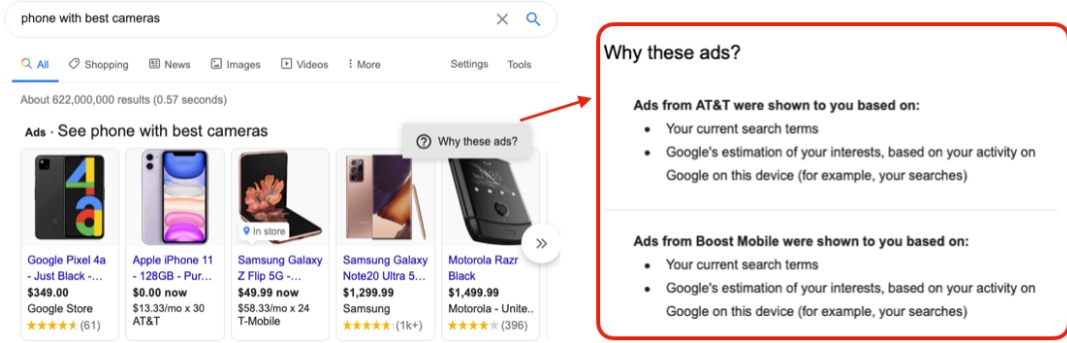 phone with best cameras
All Shopping News Images Videos More Settings Tools
About 622,000,000 results (0.57 seconds)
Ads · See phone with best cameras
Why these ads?
In store
Google Pixel 4a
- Just Black -...
$349.00
Google Store
(61)
Apple iPhone 11
- 128GB - Pur...
$0.00 now
$13.33/mo x 30
AT&T
Samsung Galaxy
Z Flip 5G -...
$49.99 now
$58.33/mo x 24
T-Mobile
Samsung Galaxy
Note20 Ultra 5...
$1,299.99
Samsung
(1k+)
Motorola Razr
Black
$1,499.99
Motorola - Unite..
(396)
Why these ads?
Ads from AT&T were shown to you based on:
• Your current search terms
• Google's estimation of your interests, based on your activity on
Google on this device (for example, your searches)
Ads from Boost Mobile were shown to you based on:
• Your current search terms
• Google's estimation of your interests, based on your activity on
Google on this device (for example, your searches)